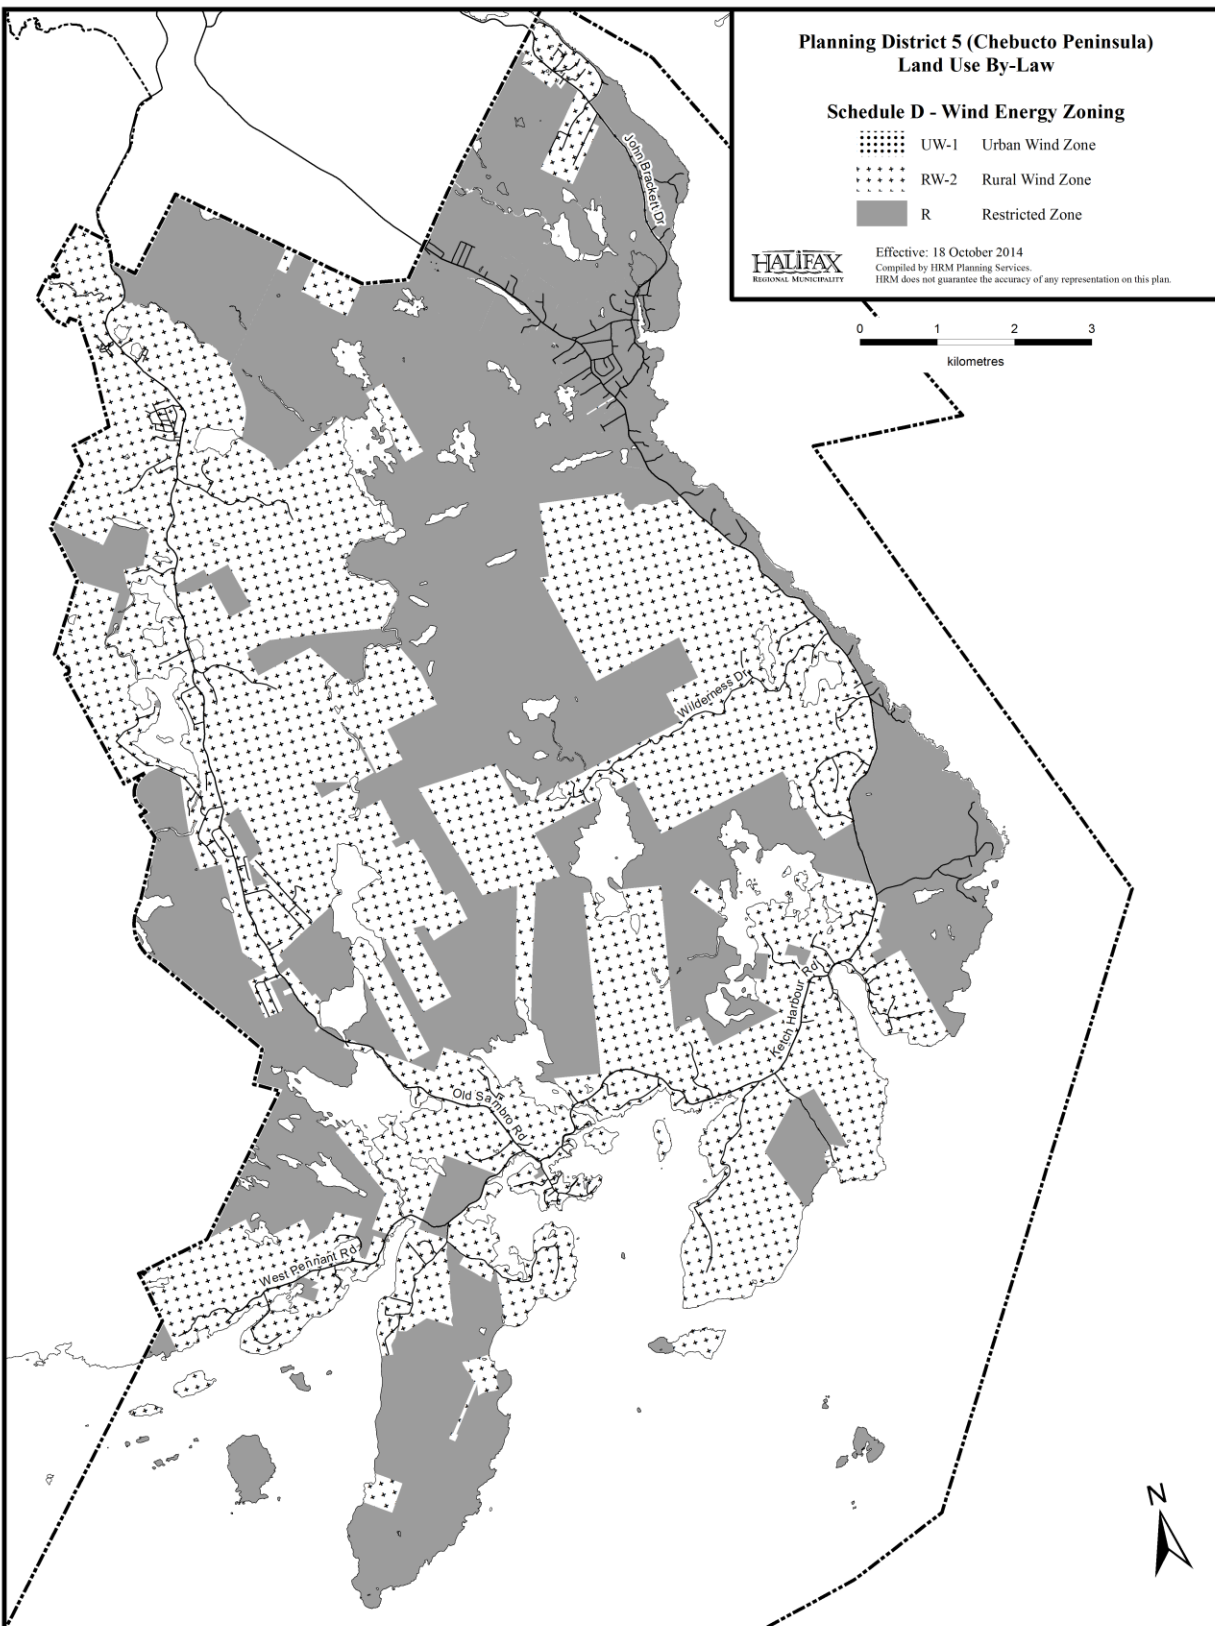 Planning District 5 (Chebucto Peninsula)
Land Use By-Law
Schedule D - Wind Energy Zoning
UW-1 Urban Wind Zone
RW-2 Rural Wind Zone
R Restricted Zone
HALIFAX
REGIONAL MUNICIPALITY
Effective: 18 October 2014
Compiled by HRM Planning Services.
HRM does not guarantee the accuracy of any representation on this plan.
0 1 2 3
kilometres
John Brackett Dr
Wilderness Dr
Ketch Harbour Rd
Old Sambro Rd
West Pennant Rd
N